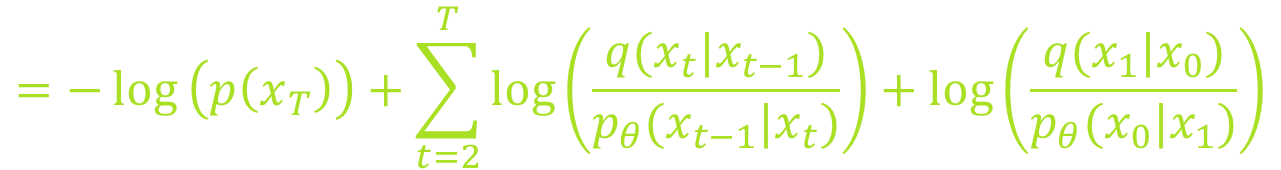 = −log(p(x_T)) + ∑_{t=2}^{T} log(q(x_t|x_{t−1}) / p_θ(x_{t−1}|x_t)) + log(q(x_1|x_0) / p_θ(x_0|x_1))